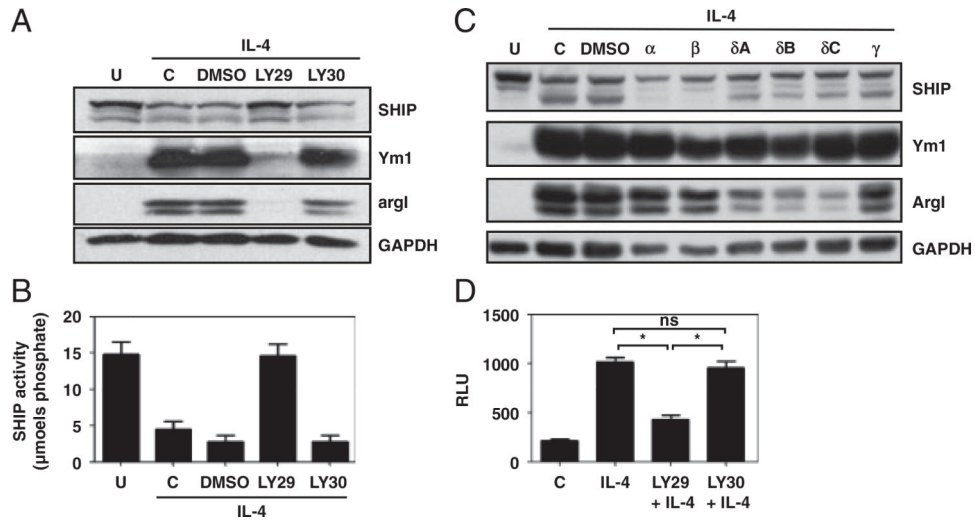 A
IL-4
U C DMSO LY29 LY30
SHIP
Ym1
argI
GAPDH
B
SHIP activity
(µmoels phosphate)
20
15
10
5
0
U C DMSO LY29 LY30
IL-4
C
IL-4
U C DMSO α β δA δB δC γ
SHIP
Ym1
ArgI
GAPDH
D
RLU
1500
1000
500
0
ns
* *
C IL-4 LY29 LY30
+ IL-4 + IL-4